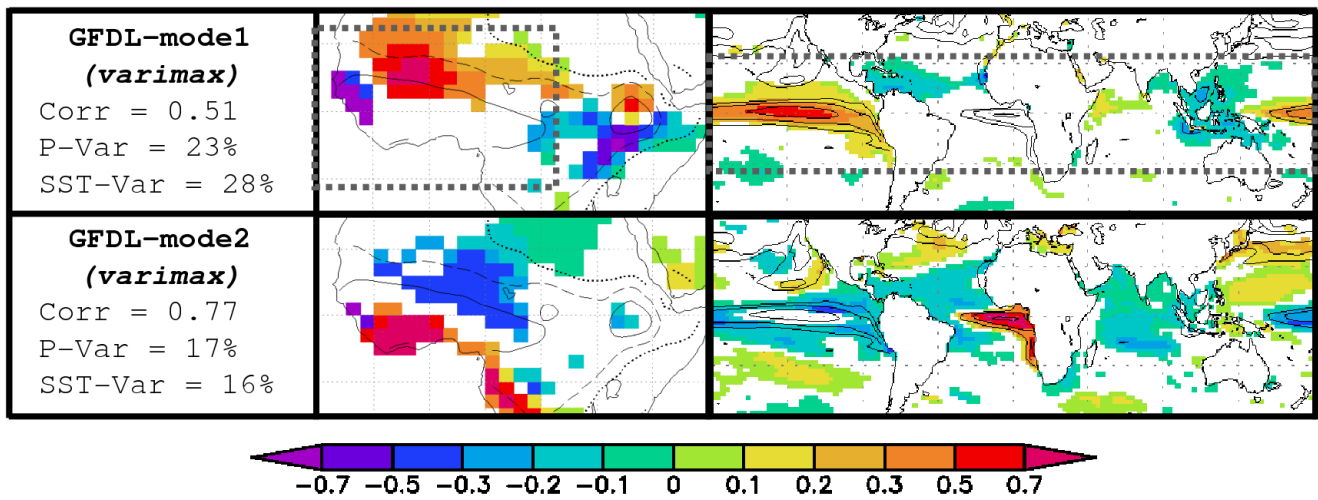 GFDL-mode1
(varimax)
Corr = 0.51
P-Var = 23%
SST-Var = 28%
GFDL-mode2
(varimax)
Corr = 0.77
P-Var = 17%
SST-Var = 16%
-0.7 -0.5 -0.3 -0.2 -0.1 0 0.1 0.2 0.3 0.5 0.7